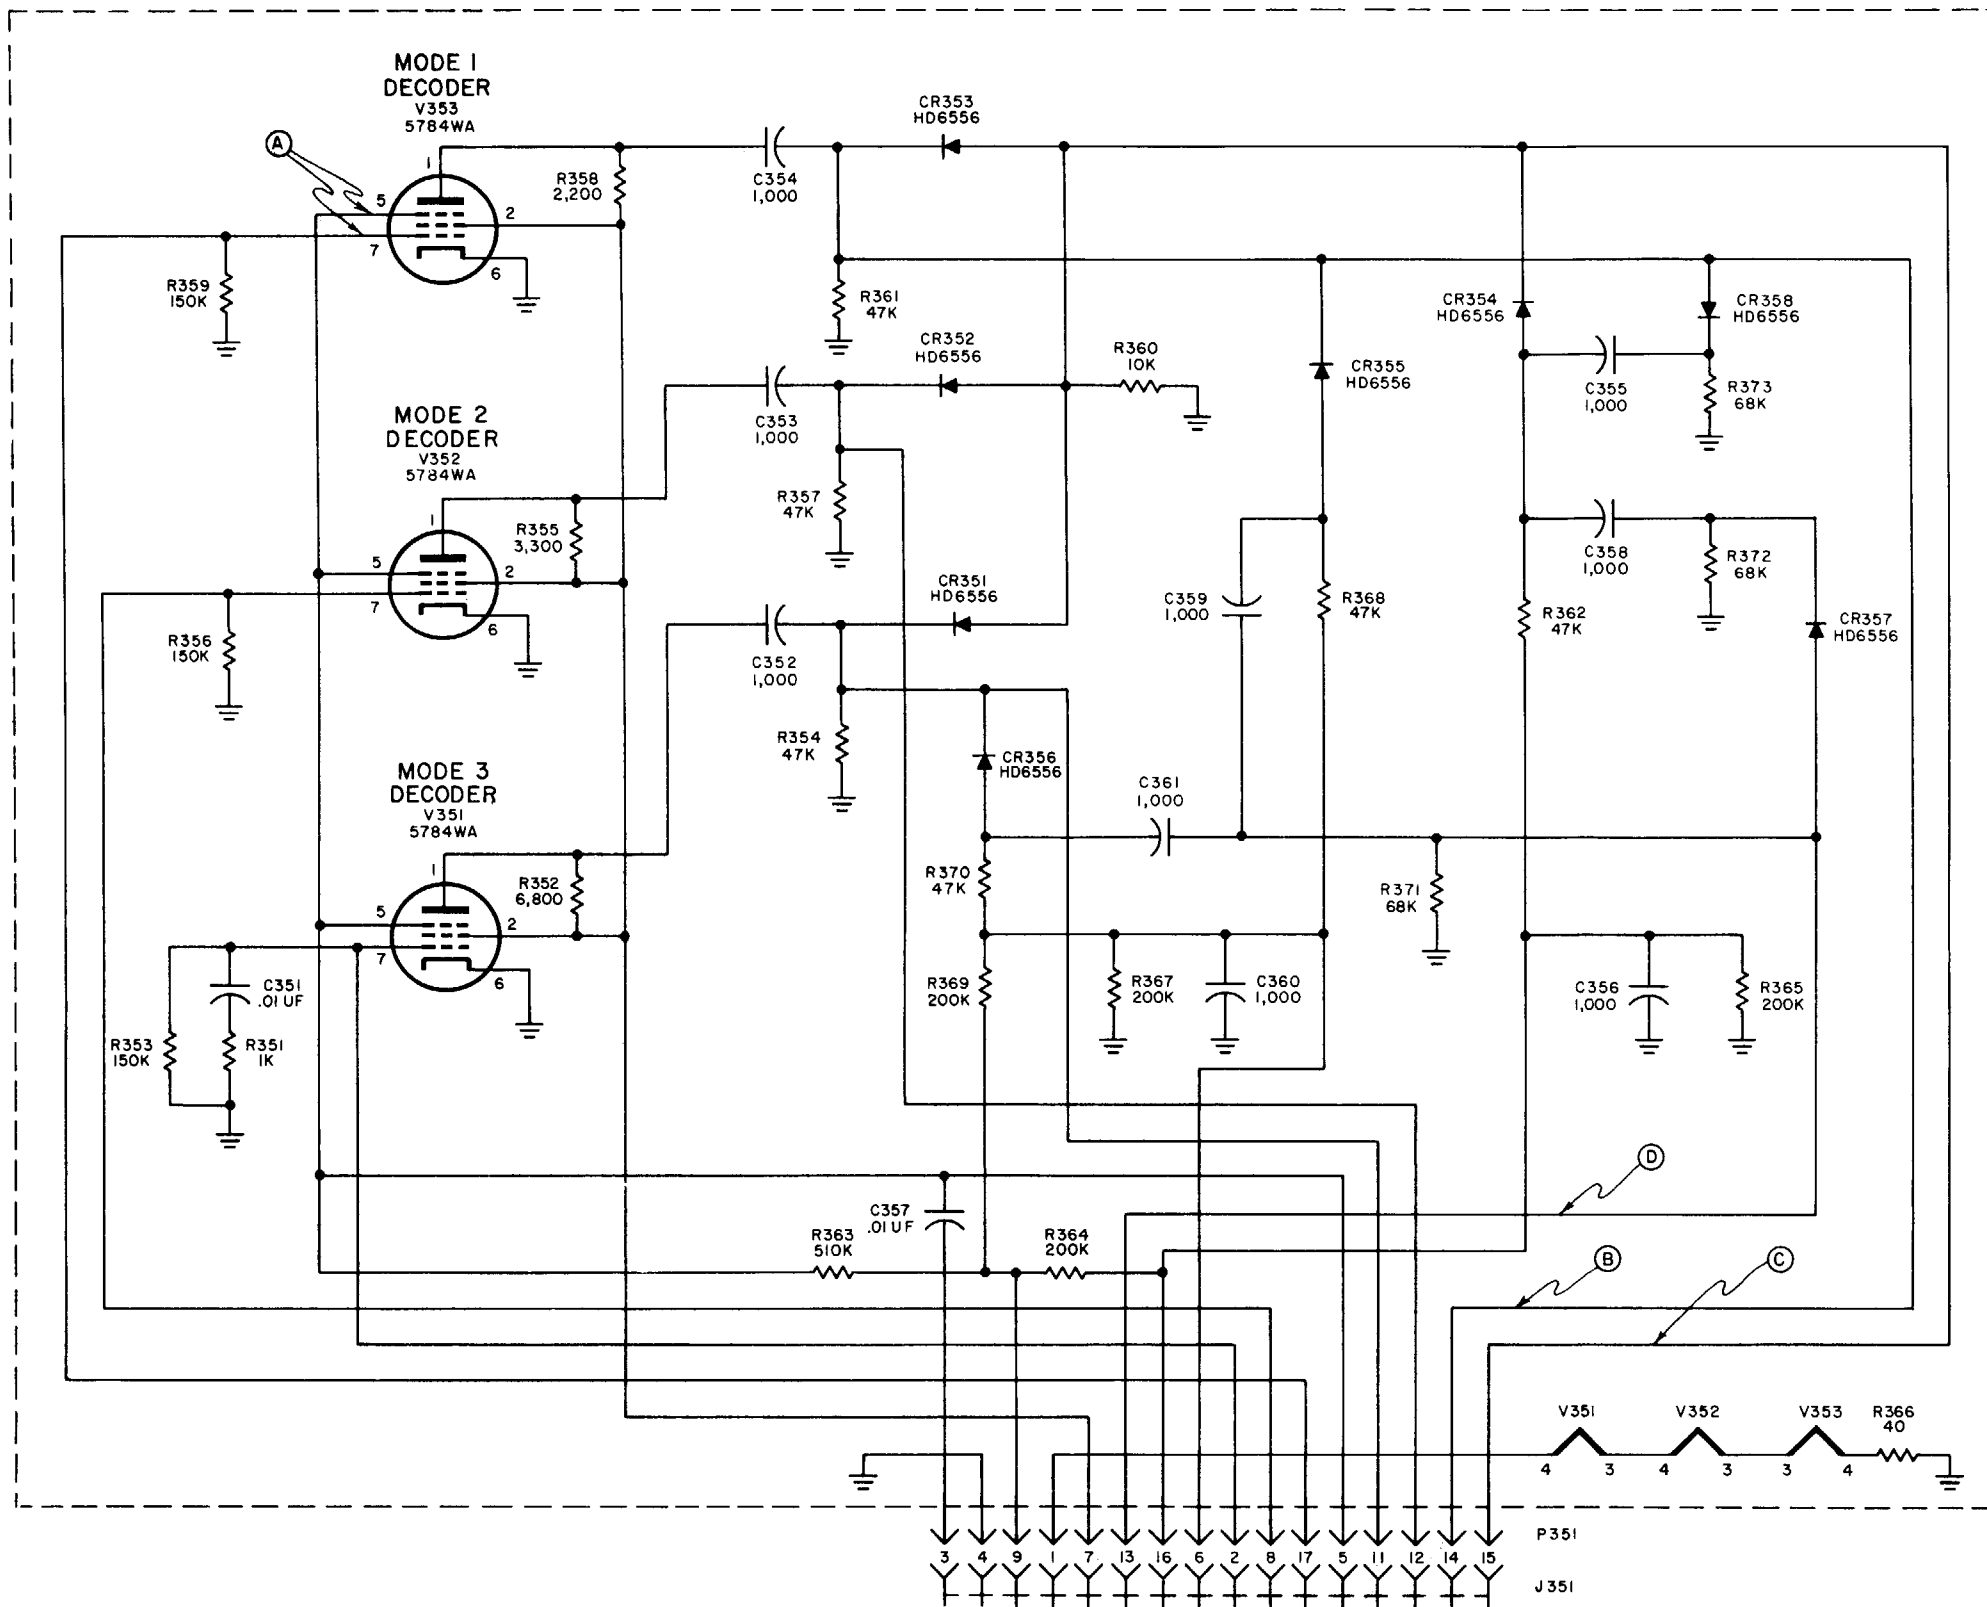 MODE 1
DECODER
V353
5784WA
A
1
5
7
2
6
R358
2,200
R359
150K
C354
1,000
CR353
HD6556
R361
47K
CR352
HD6556
R360
10K
CR355
HD6556
CR354
HD6556
CR358
HD6556
C355
1,000
R373
68K
MODE 2
DECODER
V352
5784WA
1
5
7
2
6
R355
3,300
R356
150K
C353
1,000
R357
47K
CR351
HD6556
C352
1,000
C359
1,000
R368
47K
C358
1,000
R372
68K
R362
47K
CR357
HD6556
R354
47K
CR356
HD6556
C361
1,000
MODE 3
DECODER
V351
5784WA
1
5
7
2
6
R352
6,800
C351
.01UF
R353
150K
R351
1K
R370
47K
R371
68K
R369
200K
R367
200K
C360
1,000
C356
1,000
R365
200K
D
C357
.01UF
R363
510K
R364
200K
B
C
V351
V352
V353
R366
40
4 3 4 3 3 4
P351
3 4 9 1 7 13 16 6 2 8 17 5 11 12 14 15
J351